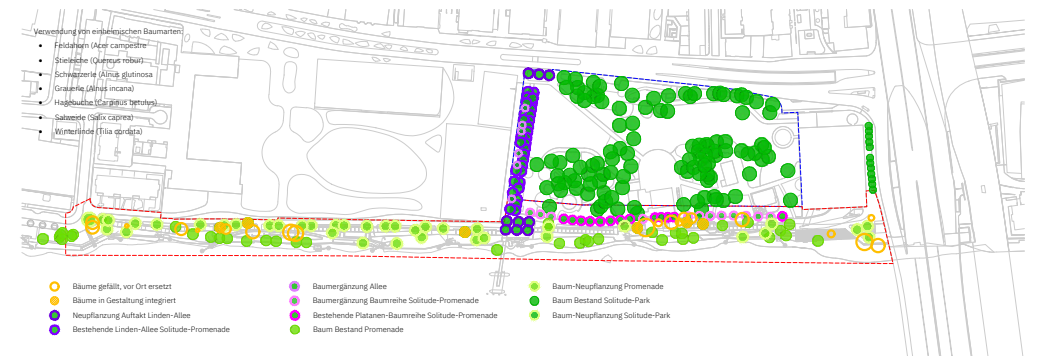 Verwendung von einheimischen Baumarten:
• Feldahorn (Acer campestre
• Stieleiche (Quercus robur)
• Schwarzerle (Alnus glutinosa
• Grauerle (Alnus incana)
• Hagebuche (Carpinus betulus)
• Salweide (Salix caprea)
• Winterlinde (Tilia cordata)
Bäume gefällt, vor Ort ersetzt
Bäume in Gestaltung integriert
Neupflanzung Auftakt Linden-Allee
Bestehende Linden-Allee Solitude-Promenade
Baumergänzung Allee
Baumergänzung Baumreihe Solitude-Promenade
Bestehende Platanen-Baumreihe Solitude-Promenade
Baum Bestand Promenade
Baum-Neupflanzung Promenade
Baum Bestand Solitude-Park
Baum-Neupflanzung Solitude-Park